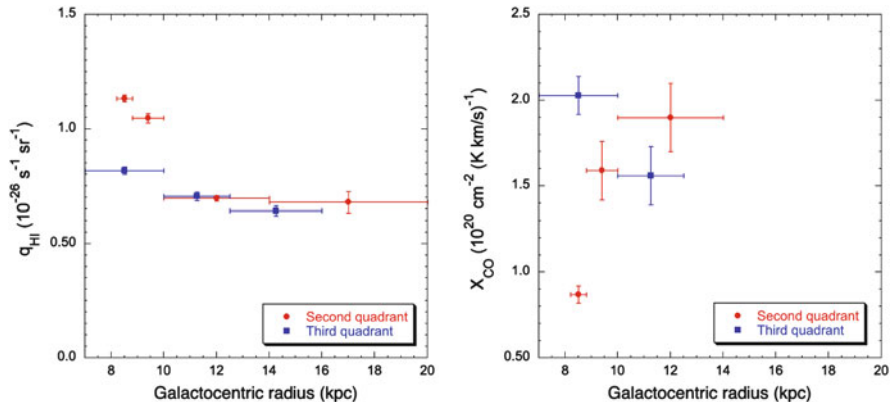 1.5
1.0
0.50
0.0
q_HI (10^-26 s^-1 sr^-1)
8 10 12 14 16 18 20
Galactocentric radius (kpc)
Second quadrant
Third quadrant
2.5
2.0
1.5
1.0
0.50
X_CO (10^20 cm^-2 (K km/s)^-1)
8 10 12 14 16 18 20
Galactocentric radius (kpc)
Second quadrant
Third quadrant